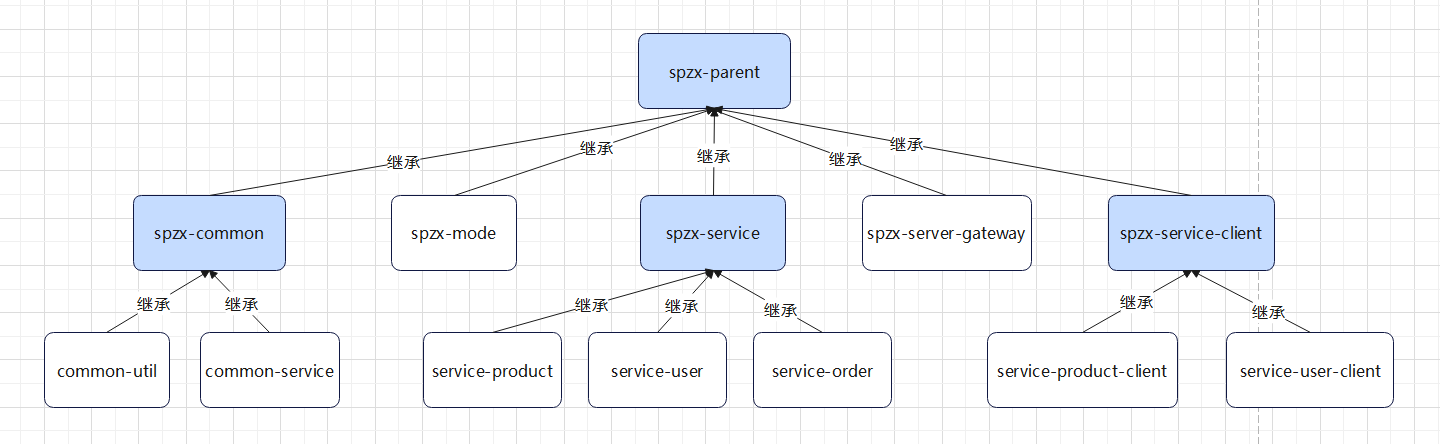 spzx-parent
继承
继承
继承
继承
继承
spzx-common
spzx-mode
spzx-service
spzx-server-gateway
spzx-service-client
继承
继承
继承
继承
继承
继承
继承
common-util
common-service
service-product
service-user
service-order
service-product-client
service-user-client